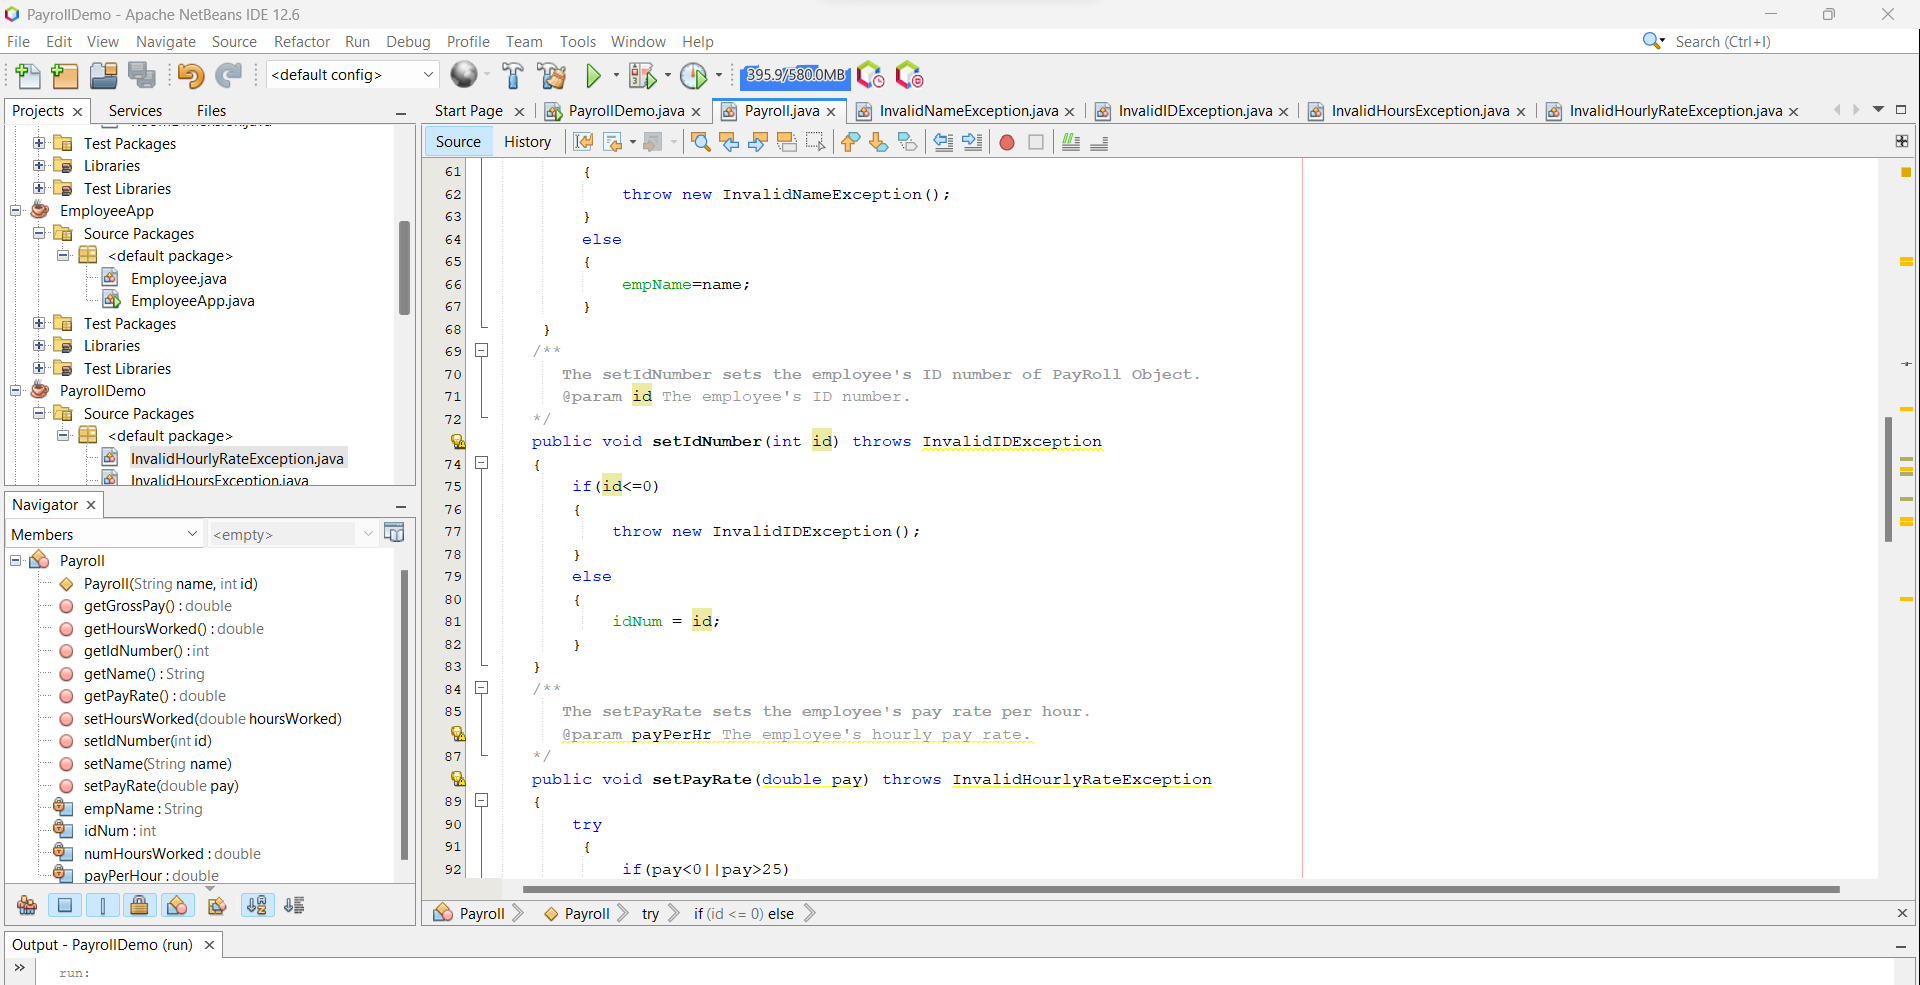 PayrollDemo - Apache NetBeans IDE 12.6
File Edit View Navigate Source Refactor Run Debug Profile Team Tools Window Help
Search (Ctrl+I)
<default config>
395.9/580.0MB
Projects Services Files
Test Packages
Libraries
Test Libraries
EmployeeApp
Source Packages
<default package>
Employee.java
EmployeeApp.java
Test Packages
Libraries
Test Libraries
PayrollDemo
Source Packages
<default package>
InvalidHourlyRateException.java
InvalidHoursException.java
Navigator
Members
<empty>
Payroll
Payroll(String name, int id)
getGrossPay() : double
getHoursWorked() : double
getIdNumber() : int
getName() : String
getPayRate() : double
setHoursWorked(double hoursWorked)
setIdNumber(int id)
setName(String name)
setPayRate(double pay)
empName : String
idNum : int
numHoursWorked : double
payPerHour : double
Start Page PayrollDemo.java Payroll.java InvalidNameException.java InvalidIDException.java InvalidHoursException.java InvalidHourlyRateException.java
Source History
61 {
62 throw new InvalidNameException();
63 }
64 else
65 {
66 empName=name;
67 }
68 }
69 /**
70 The setIdNumber sets the employee's ID number of PayRoll Object.
71 @param id The employee's ID number.
72 */
public void setIdNumber(int id) throws InvalidIDException
74 {
75 if(id<=0)
76 {
77 throw new InvalidIDException();
78 }
79 else
80 {
81 idNum = id;
82 }
83 }
84 /**
85 The setPayRate sets the employee's pay rate per hour.
@param payPerHr The employee's hourly pay rate.
87 */
public void setPayRate(double pay) throws InvalidHourlyRateException
89 {
90 try
91 {
92 if(pay<0||pay>25)
Payroll Payroll try if (id <= 0) else
Output - PayrollDemo (run)
run: